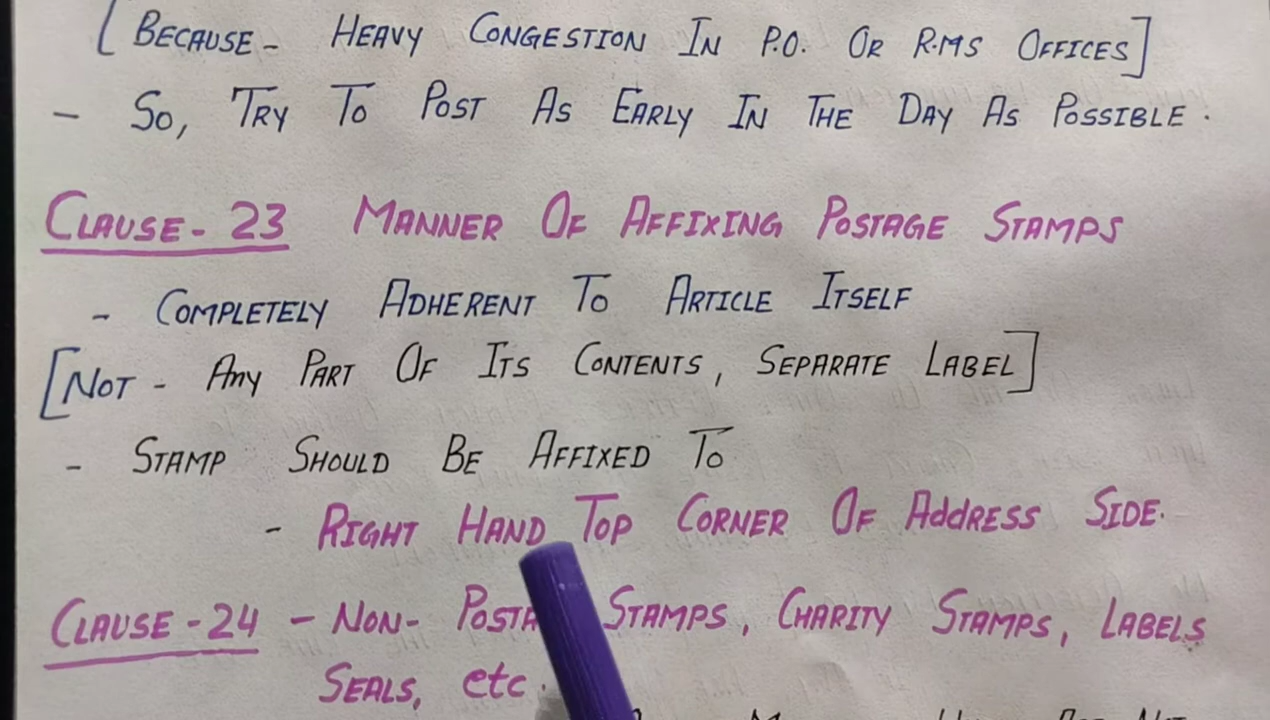 [BECAUSE - HEAVY CONGESTION IN P.O. OR R.M.S OFFICES]
- SO, TRY TO POST AS EARLY IN THE DAY AS POSSIBLE.
CLAUSE - 23 MANNER OF AFFIXING POSTAGE STAMPS
- COMPLETELY ADHERENT TO ARTICLE ITSELF
[NOT - ANY PART OF ITS CONTENTS, SEPARATE LABEL]
- STAMP SHOULD BE AFFIXED TO
- RIGHT HAND TOP CORNER OF ADDRESS SIDE.
CLAUSE - 24 - NON- STAMPS, CHARITY STAMPS, LABELS
SEALS, etc.